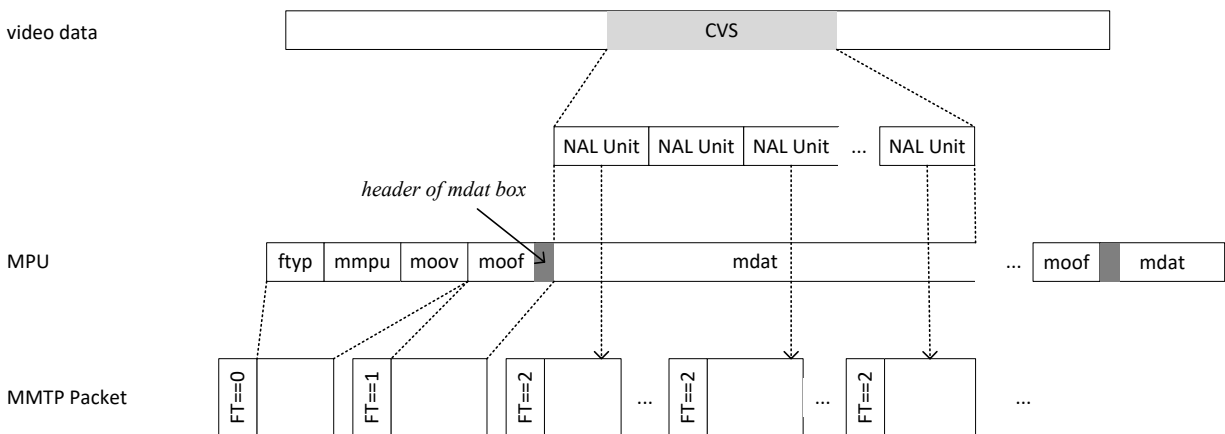 video data
CVS
NAL Unit NAL Unit NAL Unit ... NAL Unit
header of mdat box
MPU
ftyp mmpu moov moof mdat ... moof mdat
MMTP Packet
FT==0 FT==1 FT==2 ... FT==2 ... FT==2 ...